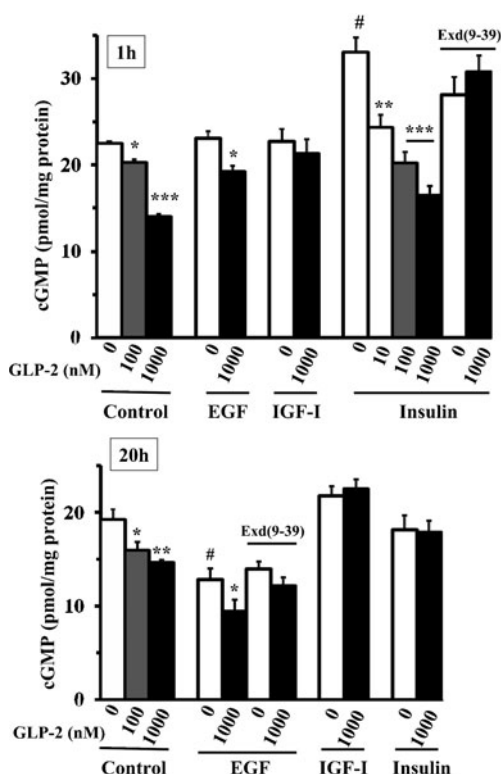 1h
#
Exd(9-39)
**
***
*
*
***
cGMP (pmol/mg protein)
30
20
10
0
GLP-2 (nM)
0 100 1000 0 1000 0 1000 0 10 100 1000 0 1000
Control EGF IGF-I Insulin
20h
Exd(9-39)
*
**
#
*
cGMP (pmol/mg protein)
20
10
0
GLP-2 (nM)
0 100 1000 0 1000 0 1000 0 1000 0 1000
Control EGF IGF-I Insulin